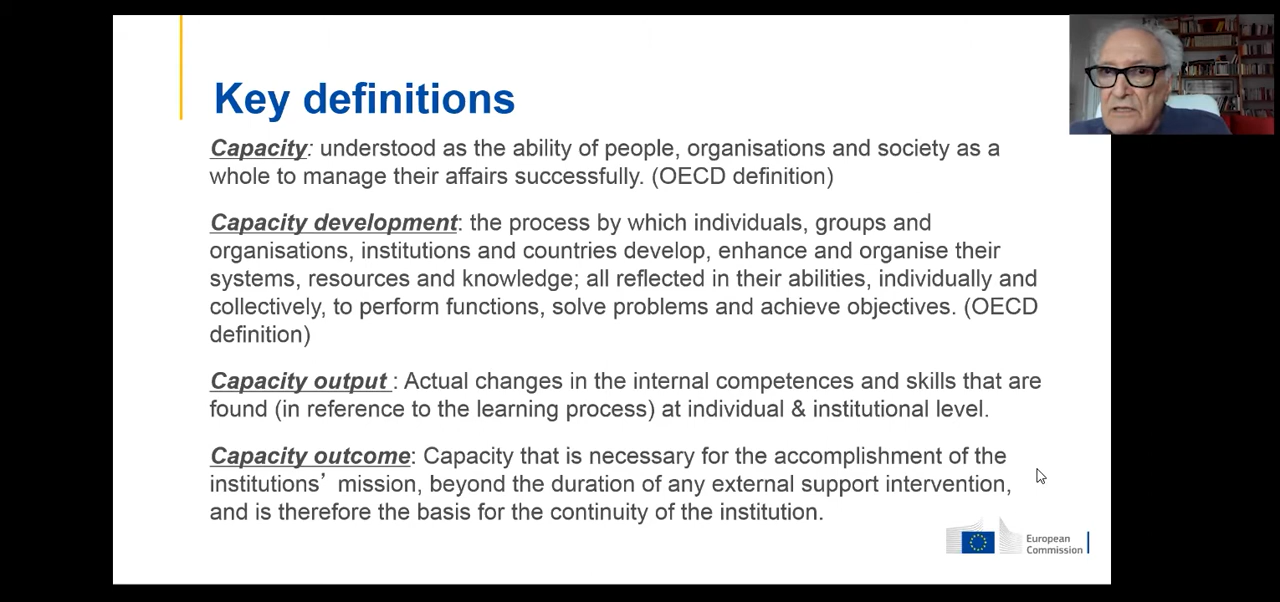 Key definitions
Capacity: understood as the ability of people, organisations and society as a
whole to manage their affairs successfully. (OECD definition)
Capacity development: the process by which individuals, groups and
organisations, institutions and countries develop, enhance and organise their
systems, resources and knowledge; all reflected in their abilities, individually and
collectively, to perform functions, solve problems and achieve objectives. (OECD
definition)
Capacity output : Actual changes in the internal competences and skills that are
found (in reference to the learning process) at individual & institutional level.
Capacity outcome: Capacity that is necessary for the accomplishment of the
institutions’ mission, beyond the duration of any external support intervention,
and is therefore the basis for the continuity of the institution.
European
Commission